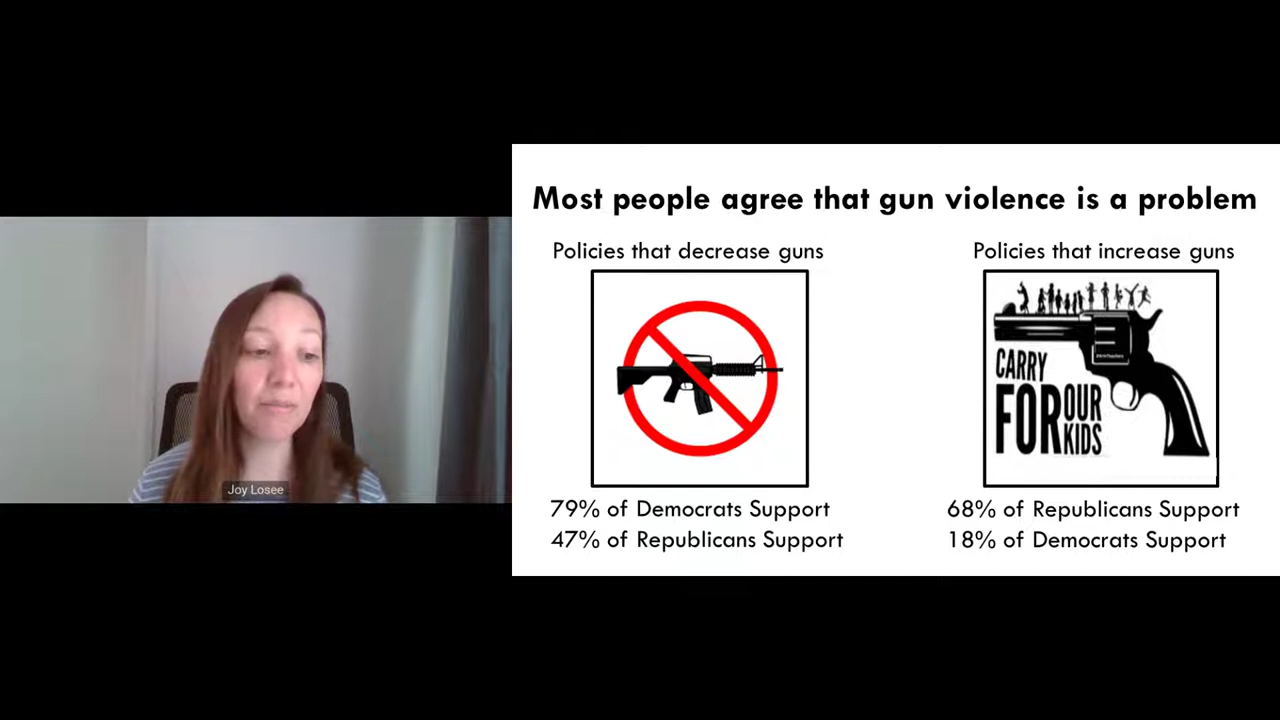 Most people agree that gun violence is a problem
Policies that decrease guns
Policies that increase guns
CARRY
FOR OUR
KIDS
79% of Democrats Support
47% of Republicans Support
68% of Republicans Support
18% of Democrats Support
Joy Losee